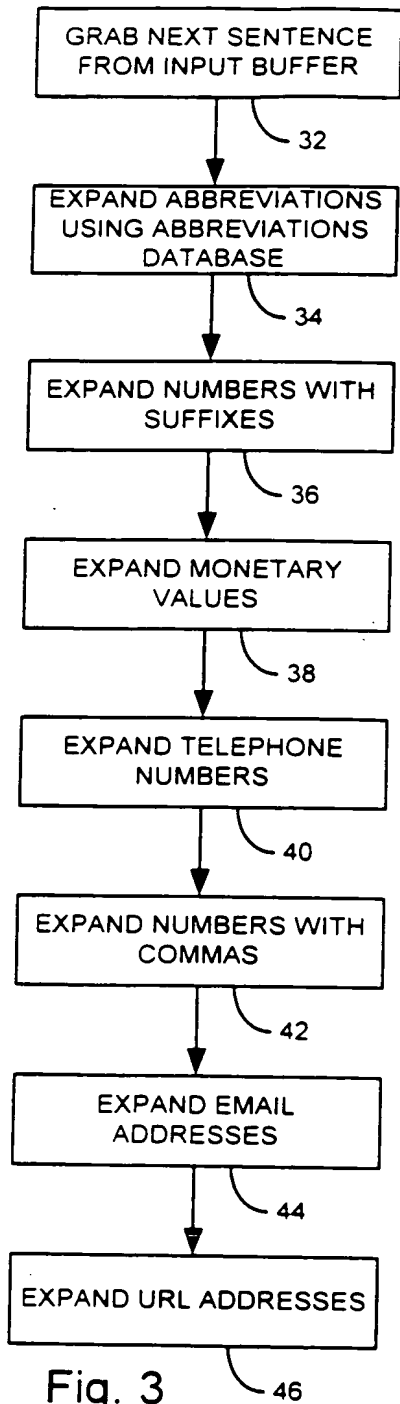 GRAB NEXT SENTENCE
FROM INPUT BUFFER
32
EXPAND ABBREVIATIONS
USING ABBREVIATIONS
DATABASE
34
EXPAND NUMBERS WITH
SUFFIXES
36
EXPAND MONETARY
VALUES
38
EXPAND TELEPHONE
NUMBERS
40
EXPAND NUMBERS WITH
COMMAS
42
EXPAND EMAIL
ADDRESSES
44
EXPAND URL ADDRESSES
46
Fig. 3